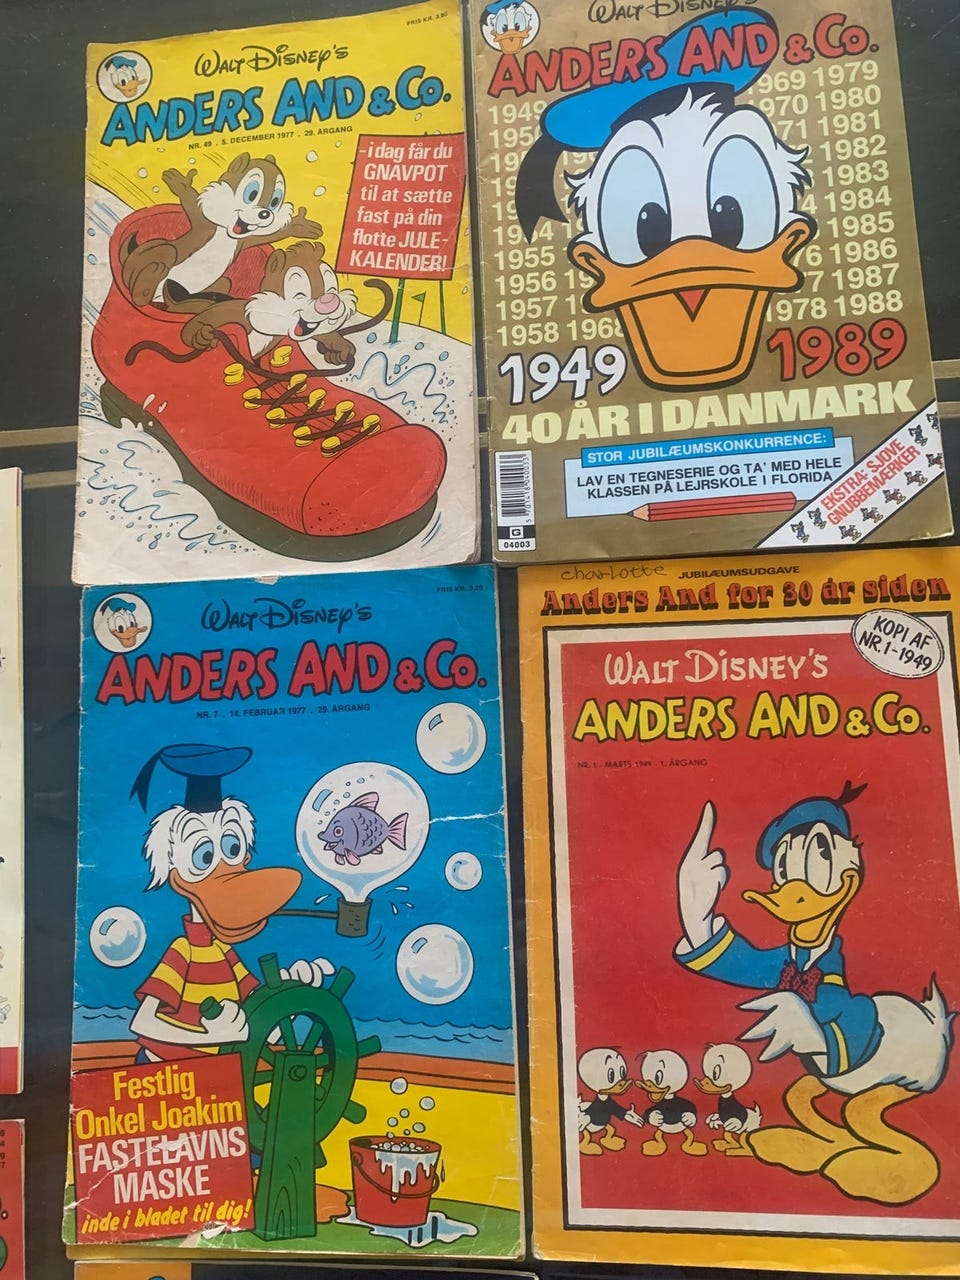 PRIS KR. 3.80
WALT DISNEY'S
ANDERS AND & Co.
NR. 49 . 5. DECEMBER 1977 . 29. ÅRGANG
- i dag får du
GNAVPOT
til at sætte
fast på din
flotte JULE-
KALENDER!
WALT DISNEY'S
ANDERS AND & Co.
1949 1969 1979
1950 1970 1980
1981
1982
1983
1984
1985
1955
1986
1956
1987
1957
1978 1988
1958 1968
1949
1989
40 ÅR I DANMARK
STOR JUBILÆUMSKONKURRENCE:
LAV EN TEGNESERIE OG TA' MED HELE
KLASSEN PÅ LEJRSKOLE I FLORIDA
EKSTRA: SJOVE
GNUBBEMÆRKER
G
04003
WALT DISNEY'S
ANDERS AND & Co.
NR. 7 . 14. FEBRUAR 1977 . 29. ÅRGANG
Festlig
Onkel Joakim
FASTELAVNS
MASKE
inde i bladet til dig!
charlotte
JUBILÆUMSUDGAVE
Anders And for 30 år siden
KOPI AF
NR. 1-1949
WALT DISNEY'S
ANDERS AND & Co.
NR. 1 . MARTS 1949 . 1. ÅRGANG